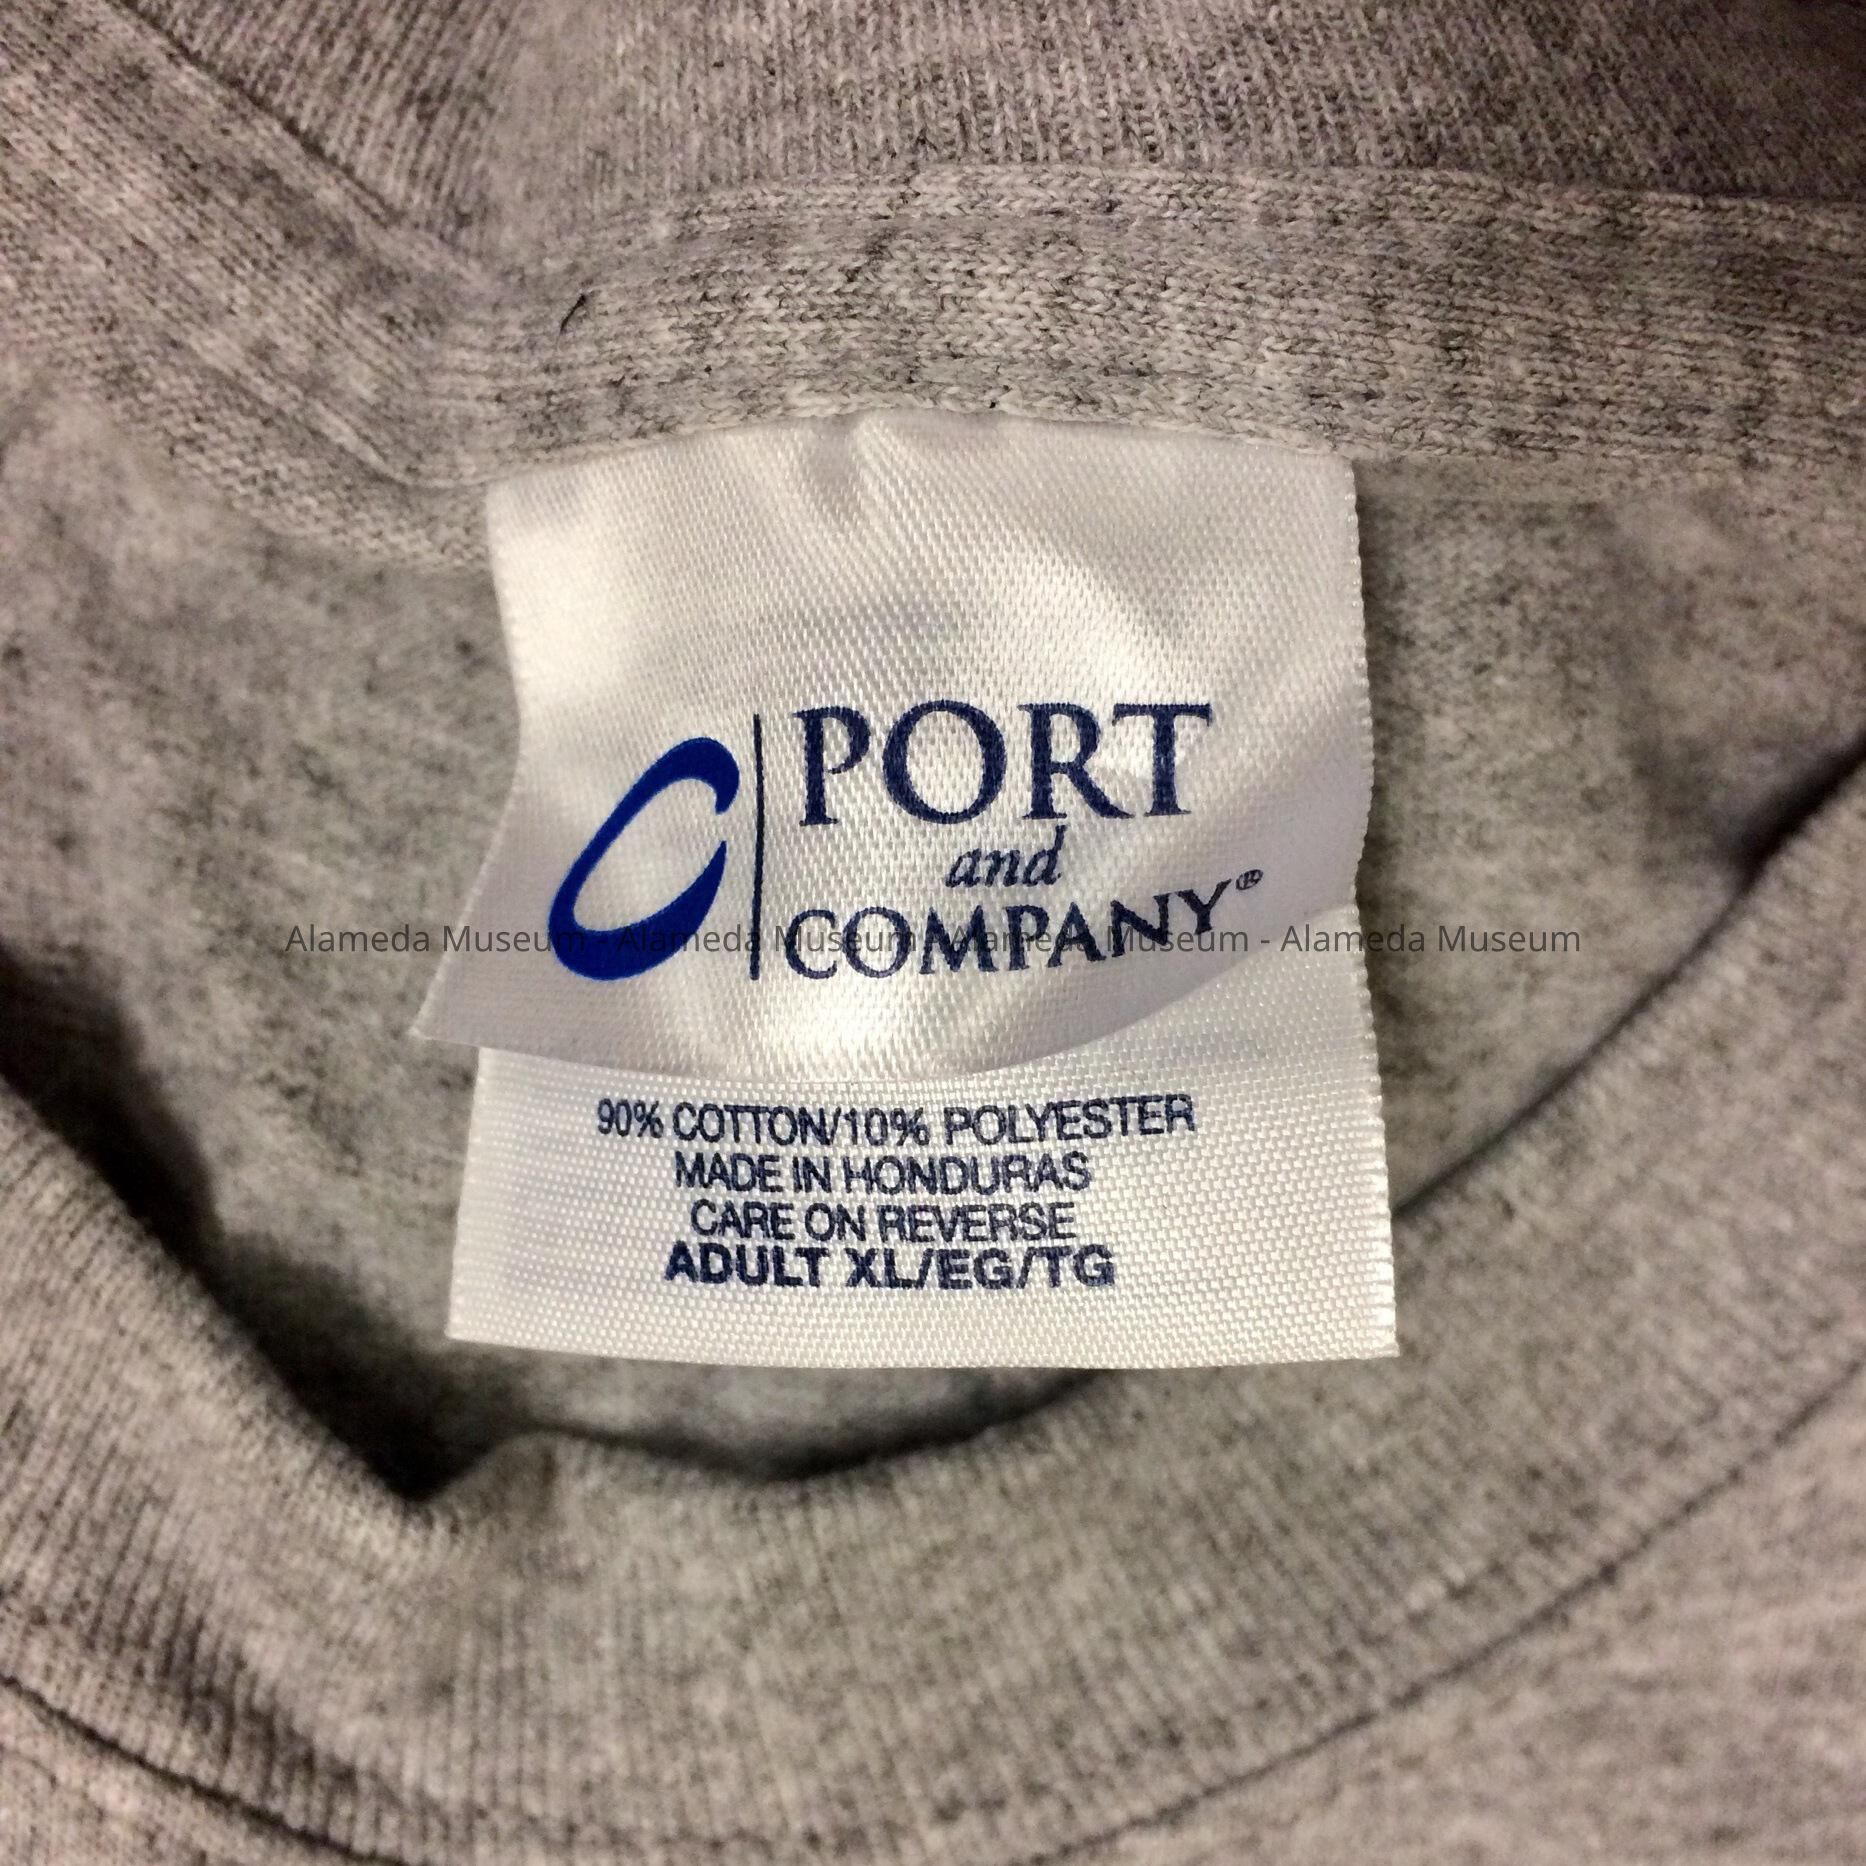 PORT
and
COMPANY®
Alameda Museum - Alameda Museum - Alameda Museum - Alameda Museum
90% COTTON/10% POLYESTER
MADE IN HONDURAS
CARE ON REVERSE
ADULT XL/EG/TG